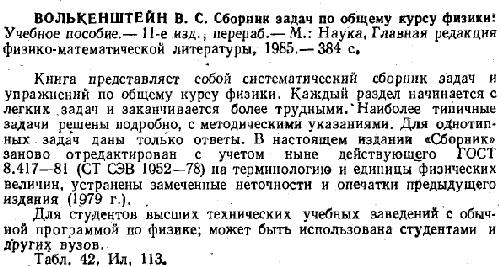 ВОЛЬКЕНШТЕЙН В. С. Сборник задач по общему курсу физики:
Учебное пособие.— 11-е изд., перераб.— М.: Наука, Главная редакция
физико-математической литературы, 1985.— 384 с.
Книга представляет собой систематический сборник задач и
упражнений по общему курсу физики. Каждый раздел начинается с
легких задач и заканчивается более трудными. Наиболее типичные
задачи решены подробно, с методическими указаниями. Для однотип-
ных задач даны только ответы. В настоящем издании «Сборник»
заново отредактирован с учетом ныне действующего ГОСТ
8.417—81 (СТ СЭВ 1052—78) на терминологию и единицы физических
величин, устранены замеченные неточности и опечатки предыдущего
издания (1979 г.).
Для студентов высших технических учебных заведений с обыч-
ной программой по физике; может быть использована студентами и
других вузов.
Табл. 42, Ил, 113.